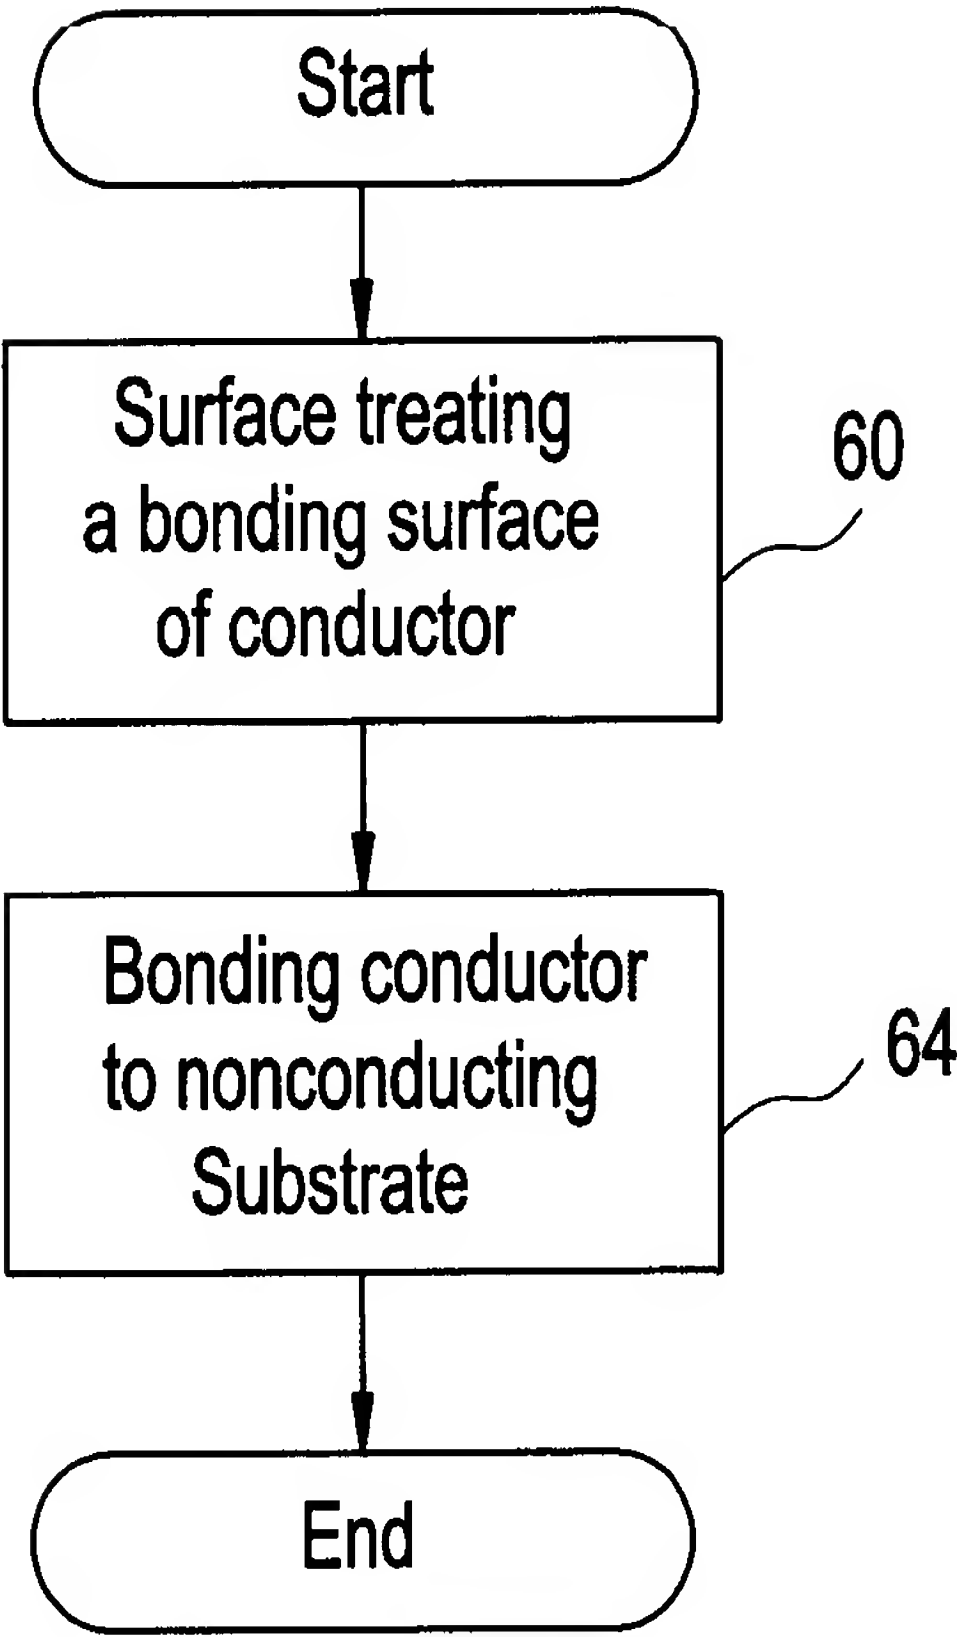 Start
Surface treating
a bonding surface
of conductor
60
Bonding conductor
to nonconducting
Substrate
64
End